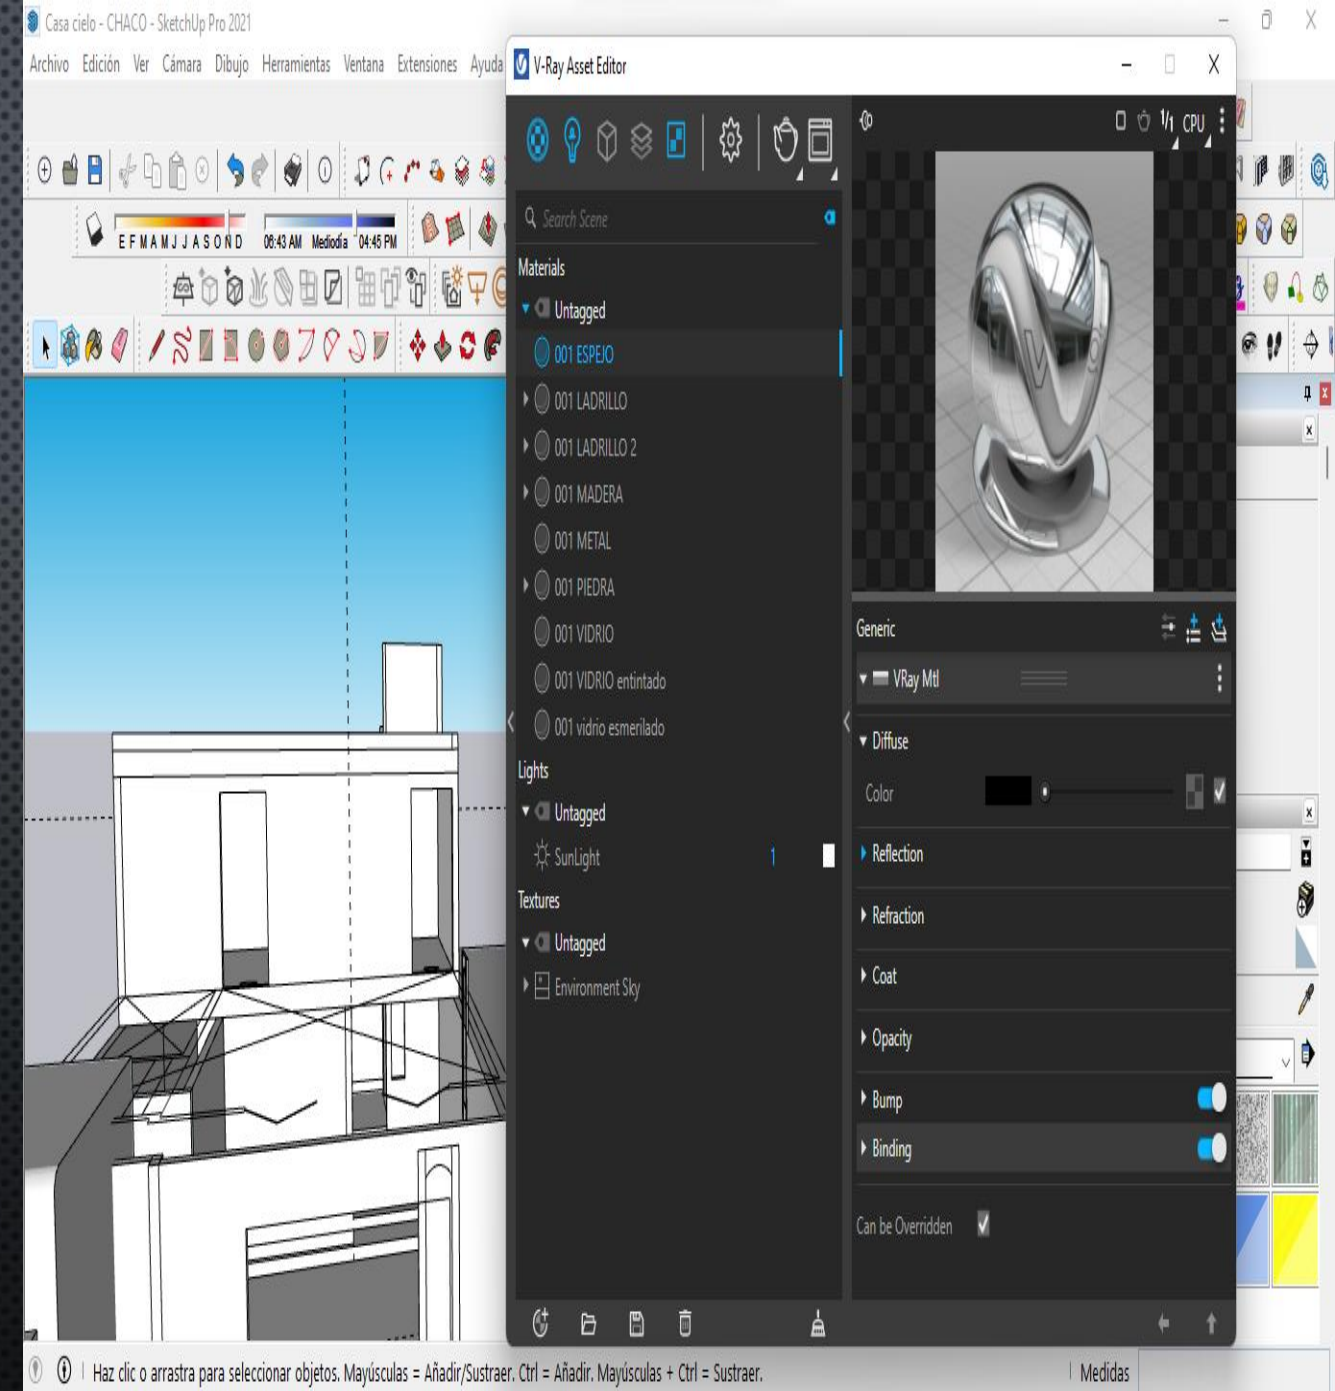 Casa cielo - CHACO - SketchUp Pro 2021
Archivo Edición Ver Cámara Dibujo Herramientas Ventana Extensiones Ayuda
V-Ray Asset Editor
1/1 CPU
E F M A M J J A S O N D
06:43 AM Mediodía 04:45 PM
Search Scene
Materials
Untagged
001 ESPEJO
001 LADRILLO
001 LADRILLO 2
001 MADERA
001 METAL
001 PIEDRA
001 VIDRIO
001 VIDRIO entintado
001 vidrio esmerilado
Lights
Untagged
SunLight 1
Textures
Untagged
Environment Sky
Generic
VRay Mtl
Diffuse
Color
Reflection
Refraction
Coat
Opacity
Bump
Binding
Can be Overridden
Haz clic o arrastra para seleccionar objetos. Mayúsculas = Añadir/Sustraer. Ctrl = Añadir. Mayúsculas + Ctrl = Sustraer.
Medidas